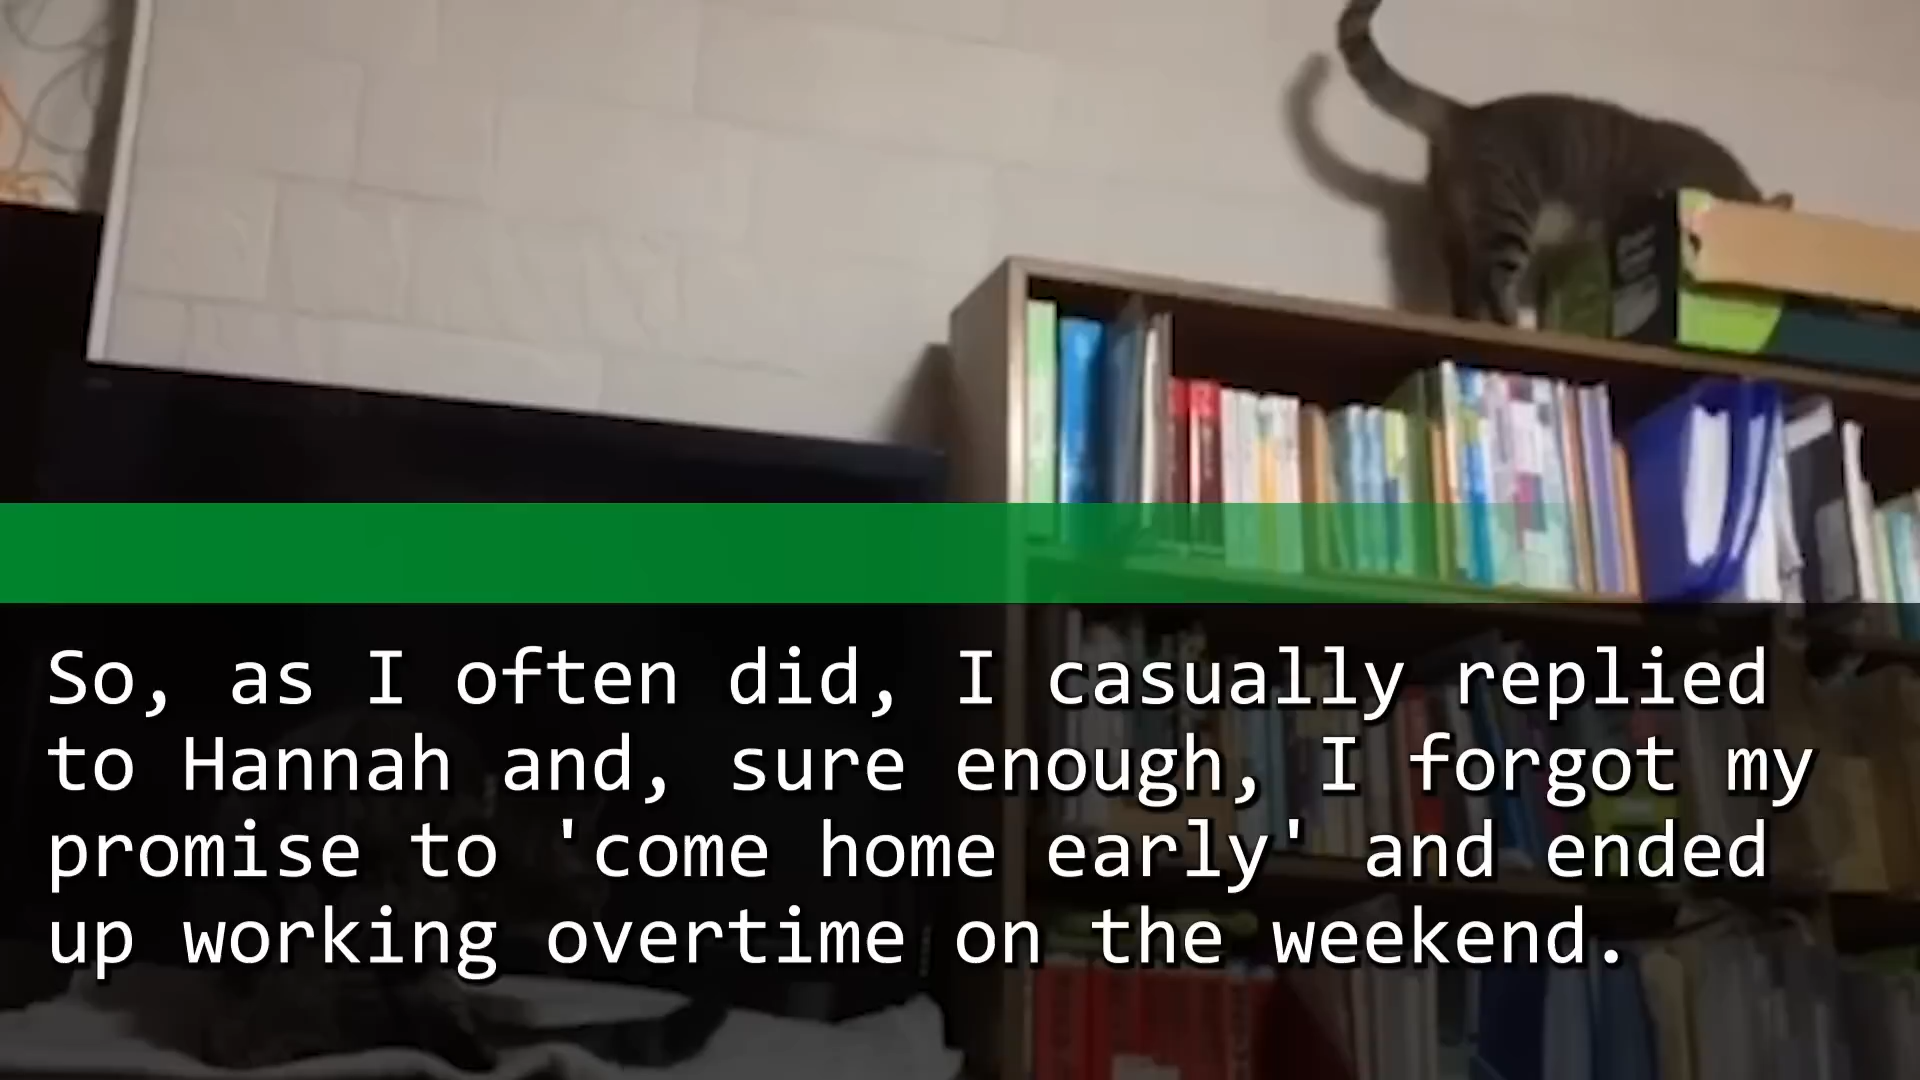 So, as I often did, I casually replied
to Hannah and, sure enough, I forgot my
promise to 'come home early' and ended
up working overtime on the weekend.